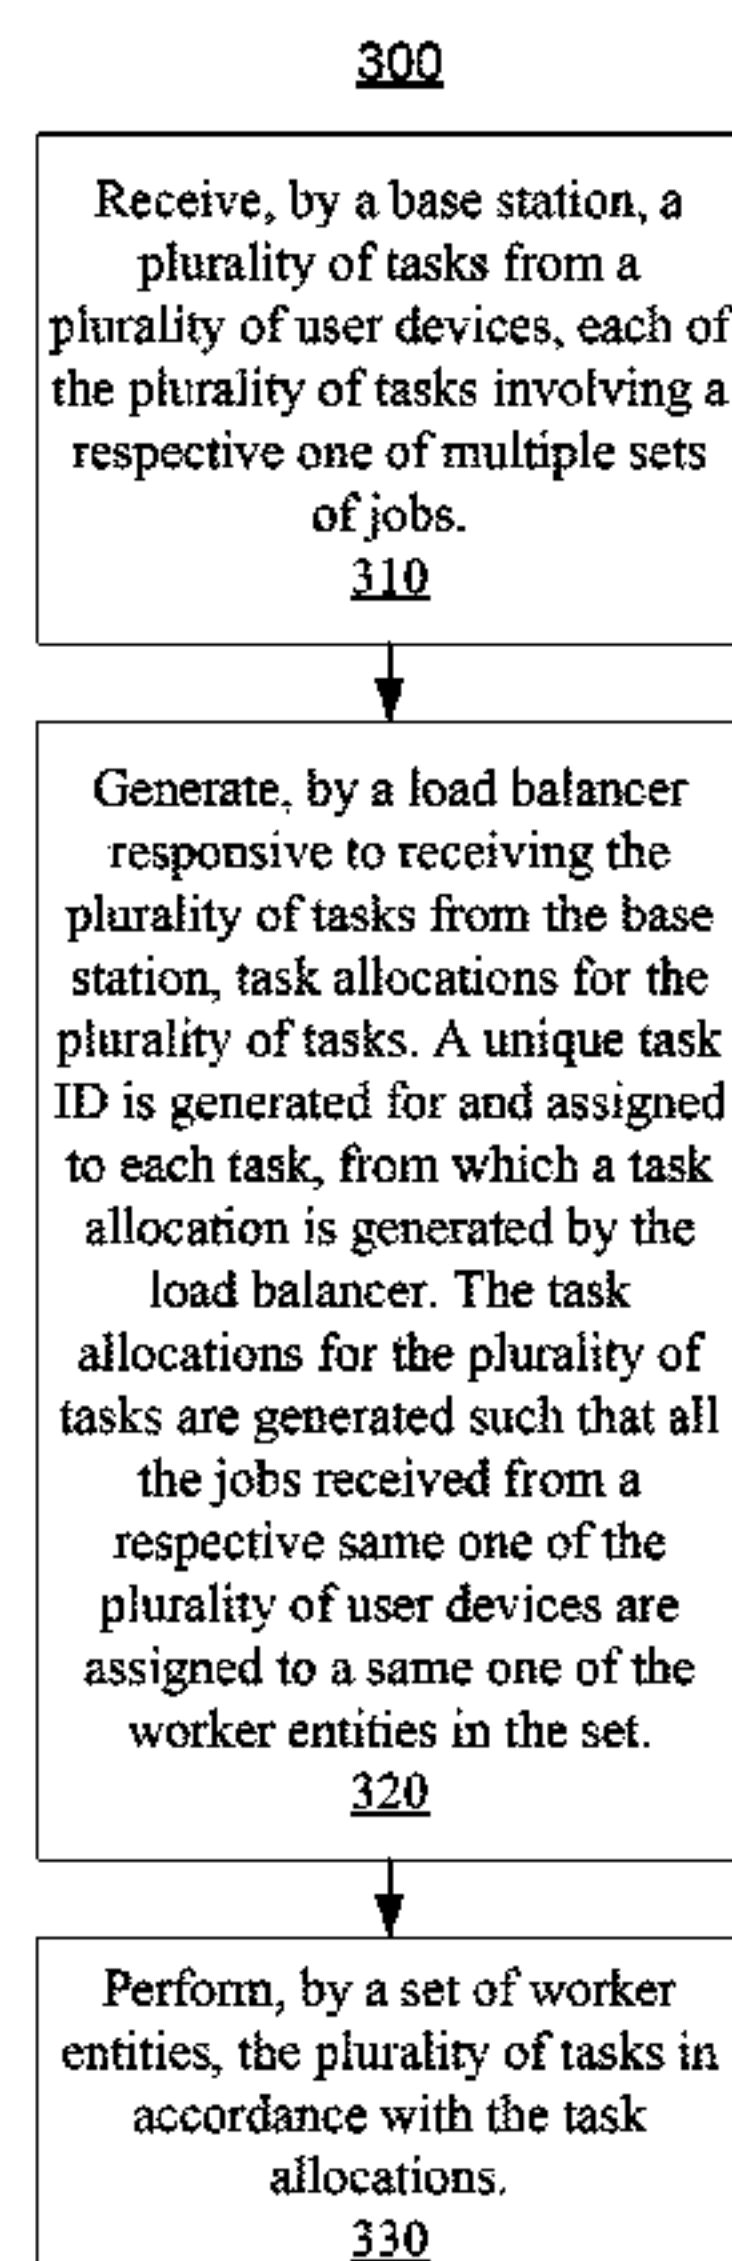 300
Receive, by a base station, a
plurality of tasks from a
plurality of user devices, each of
the plurality of tasks involving a
respective one of multiple sets
of jobs.
310
Generate, by a load balancer
responsive to receiving the
plurality of tasks from the base
station, task allocations for the
plurality of tasks. A unique task
ID is generated for and assigned
to each task, from which a task
allocation is generated by the
load balancer. The task
allocations for the plurality of
tasks are generated such that all
the jobs received from a
respective same one of the
plurality of user devices are
assigned to a same one of the
worker entities in the set.
320
Perform, by a set of worker
entities, the plurality of tasks in
accordance with the task
allocations.
330